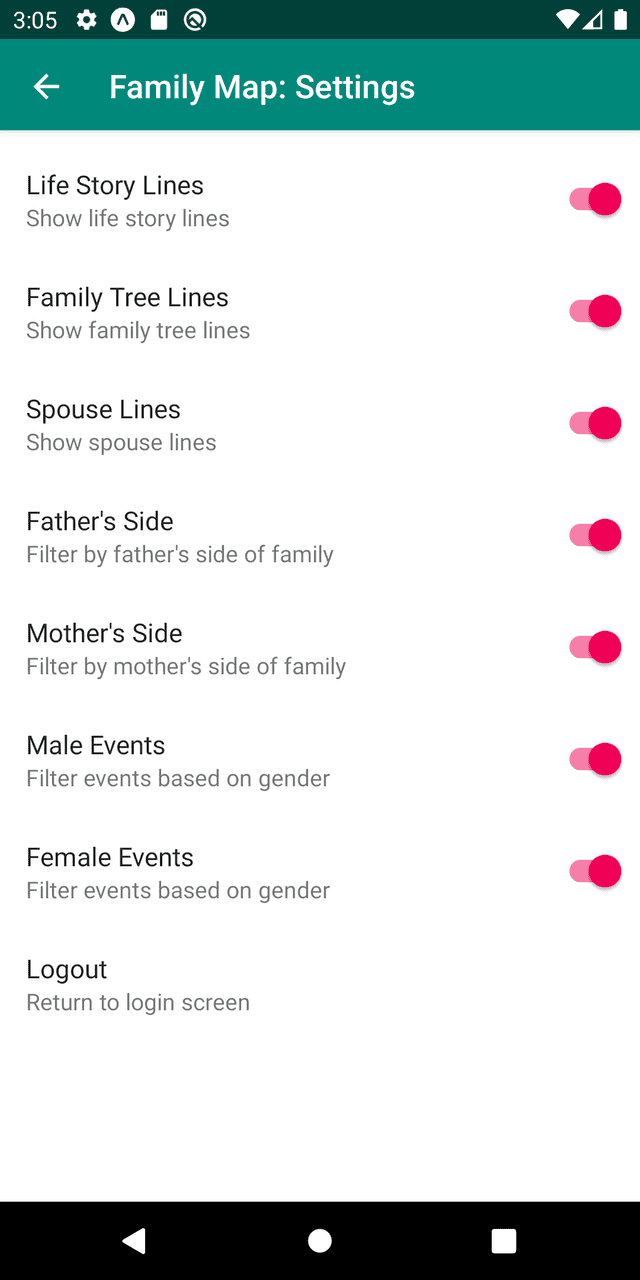 3:05
Family Map: Settings
Life Story Lines
Show life story lines
Family Tree Lines
Show family tree lines
Spouse Lines
Show spouse lines
Father's Side
Filter by father's side of family
Mother's Side
Filter by mother's side of family
Male Events
Filter events based on gender
Female Events
Filter events based on gender
Logout
Return to login screen